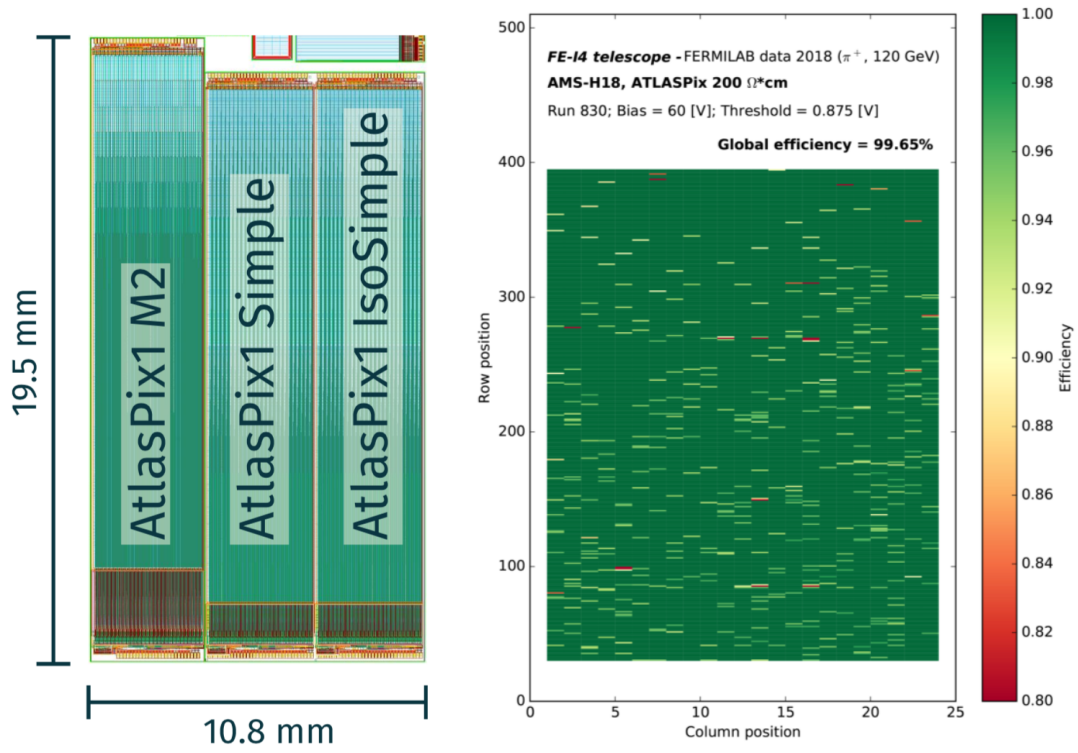 19.5 mm
AtlasPix1 M2
AtlasPix1 Simple
AtlasPix1 IsoSimple
10.8 mm
FE-I4 telescope - FERMILAB data 2018 (π⁺, 120 GeV)
AMS-H18, ATLASPix 200 Ω*cm
Run 830; Bias = 60 [V]; Threshold = 0.875 [V]
Global efficiency = 99.65%
500
400
300
200
100
0
Row position
0 5 10 15 20 25
Column position
1.00
0.98
0.96
0.94
0.92
0.90
0.88
0.86
0.84
0.82
0.80
Efficiency